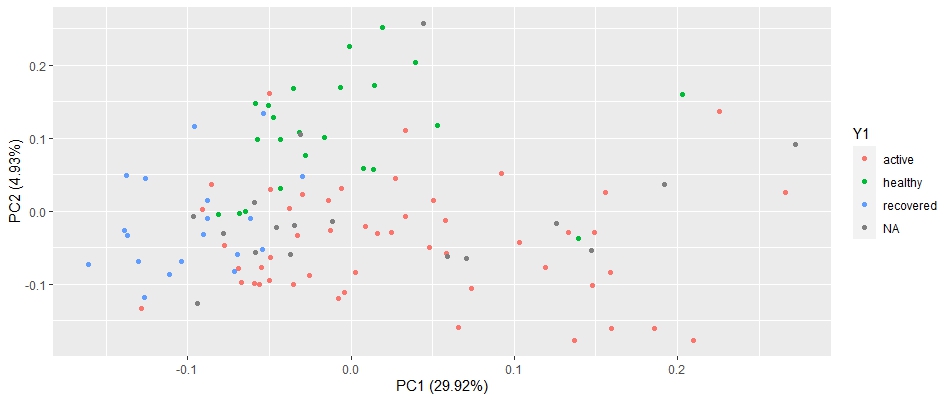 0.2
0.1
0.0
-0.1
PC2 (4.93%)
-0.1
0.0
0.1
0.2
PC1 (29.92%)
Y1
active
healthy
recovered
NA